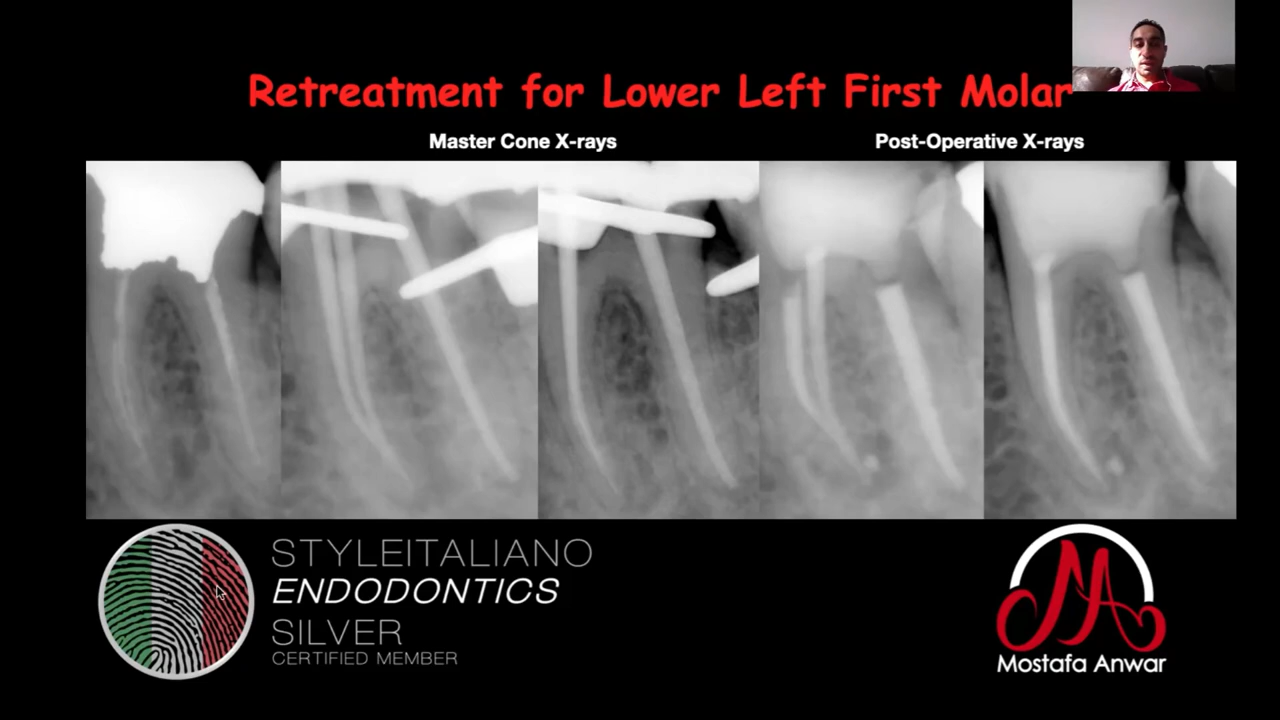 Retreatment for Lower Left First Molar
Master Cone X-rays
Post-Operative X-rays
STYLEITALIANO
ENDODONTICS
SILVER
CERTIFIED MEMBER
MA
Mostafa Anwar